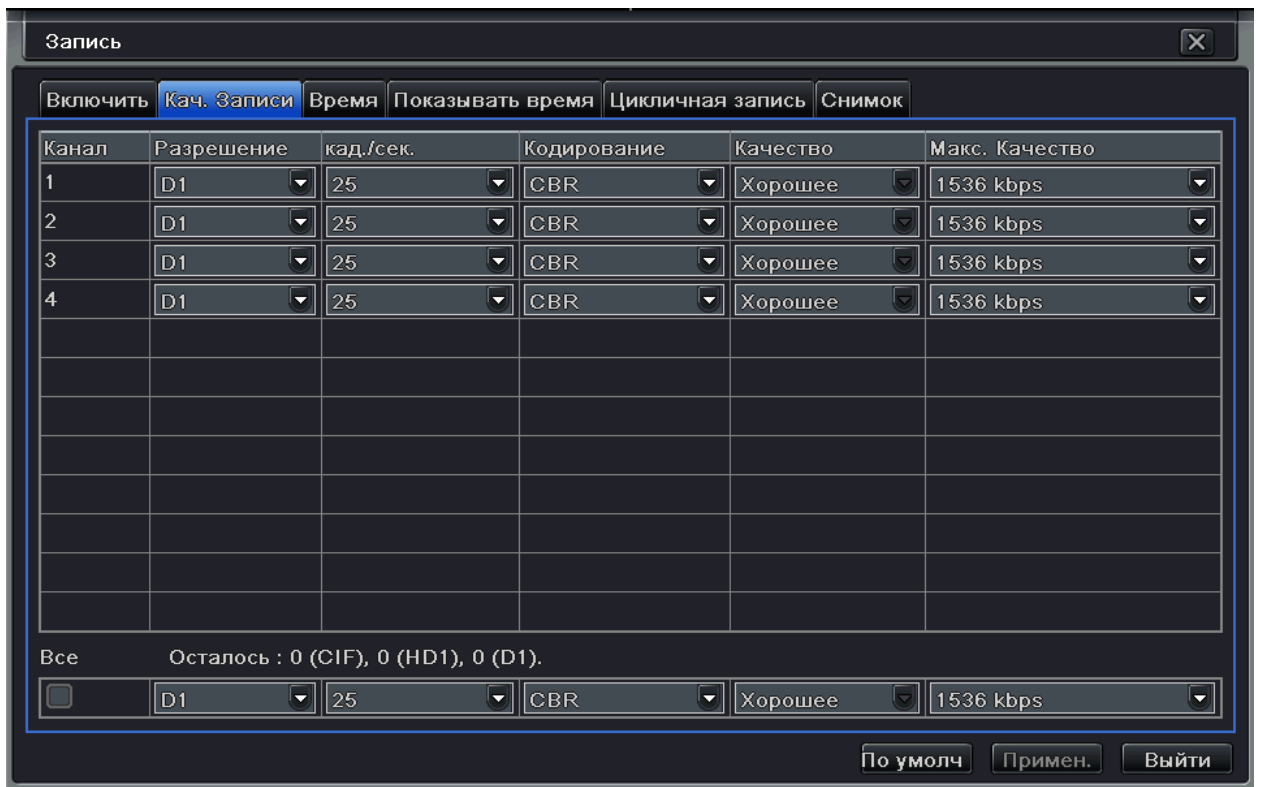 Запись
Включить Кач. Записи Время Показывать время Цикличная запись Снимок
Канал Разрешение кад./сек. Кодирование Качество Макс. Качество
1 D1 25 CBR Хорошее 1536 kbps
2 D1 25 CBR Хорошее 1536 kbps
3 D1 25 CBR Хорошее 1536 kbps
4 D1 25 CBR Хорошее 1536 kbps
Все Осталось : 0 (CIF), 0 (HD1), 0 (D1).
D1 25 CBR Хорошее 1536 kbps
По умолч Примен. Выйти